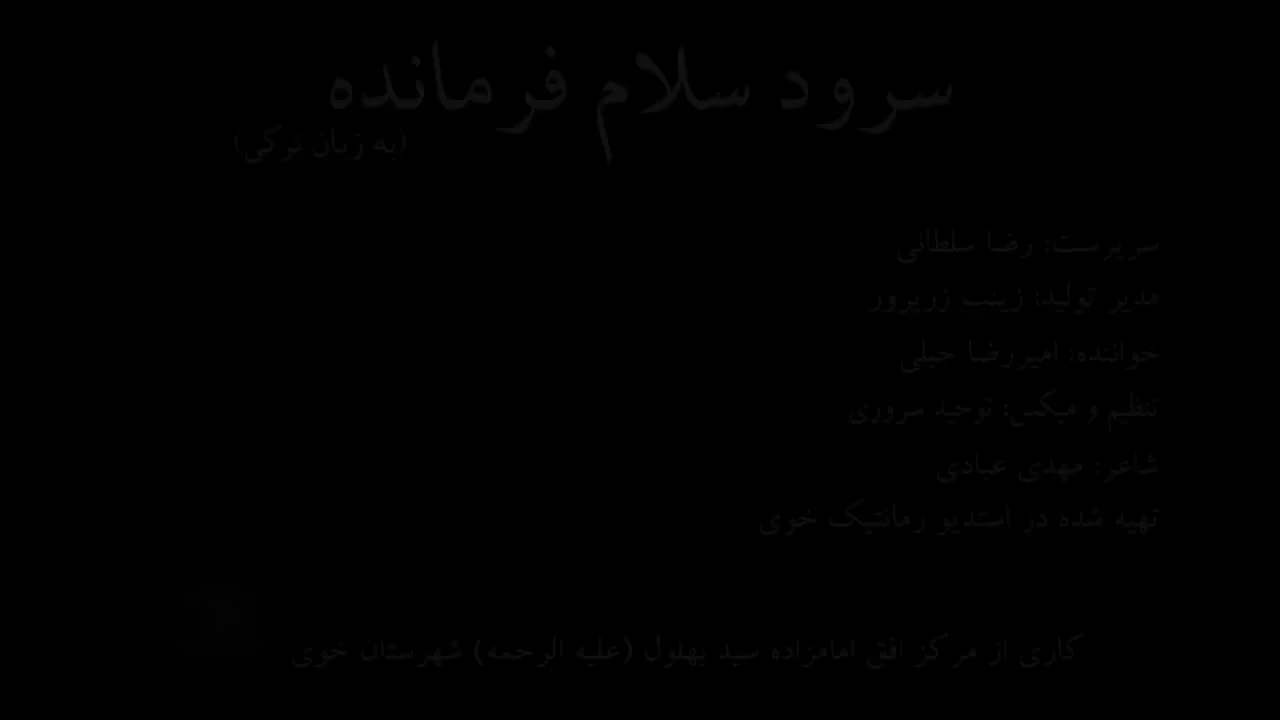 سرود سلام فرمانده
(به زبان ترکی)
سرپرست: رضا سلطانی
مدیر تولید: زینب زرپرور
خواننده: امیررضا جبلی
تنظیم و میکس: توحید سروری
شاعر: مهدی عبادی
تهیه شده در استدیو رمانتیک خوی
کاری از مرکز افق امامزاده سید بهلول (علیه الرحمه) شهرستان خوی